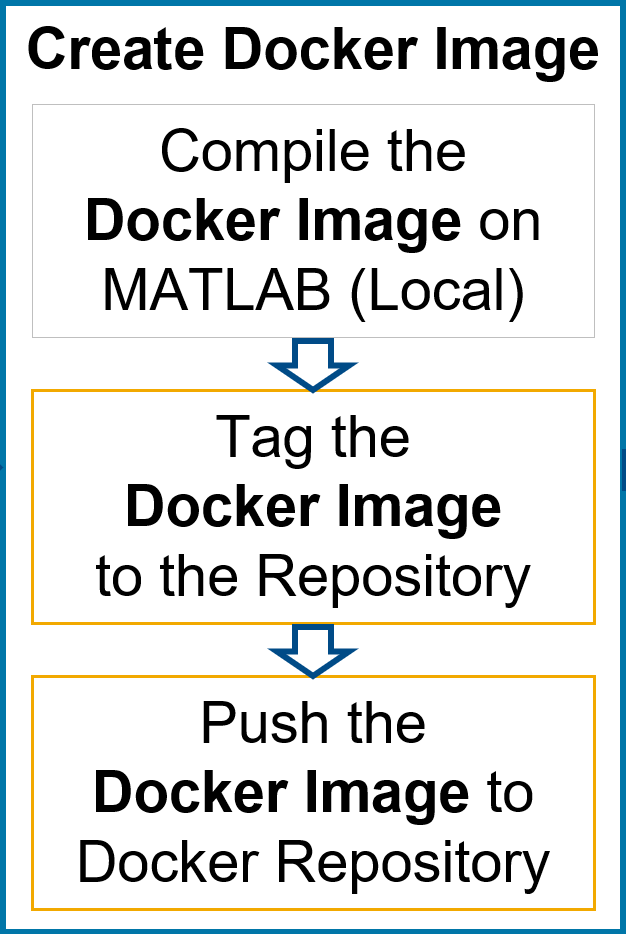 Create Docker Image
Compile the
Docker Image on
MATLAB (Local)
Tag the
Docker Image
to the Repository
Push the
Docker Image to
Docker Repository